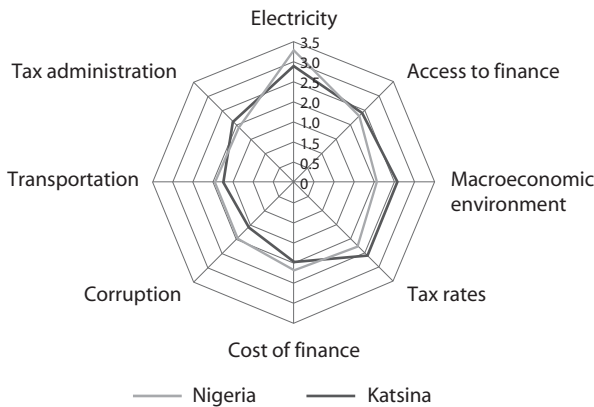 Electricity
3.5
3.0
2.5
2.0
1.0
1.5
0.5
0
Tax administration
Access to finance
Transportation
Macroeconomic
environment
Corruption
Tax rates
Cost of finance
Nigeria
Katsina